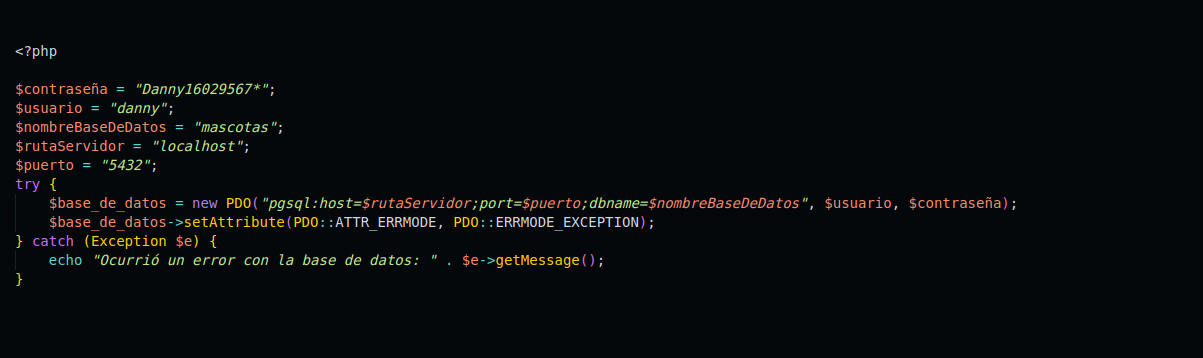 <?php
$contraseña = "Danny16029567*";
$usuario = "danny";
$nombreBaseDeDatos = "mascotas";
$rutaServidor = "localhost";
$puerto = "5432";
try {
    $base_de_datos = new PDO("pgsql:host=$rutaServidor;port=$puerto;dbname=$nombreBaseDeDatos", $usuario, $contraseña);
    $base_de_datos->setAttribute(PDO::ATTR_ERRMODE, PDO::ERRMODE_EXCEPTION);
} catch (Exception $e) {
    echo "Ocurrió un error con la base de datos: " . $e->getMessage();
}